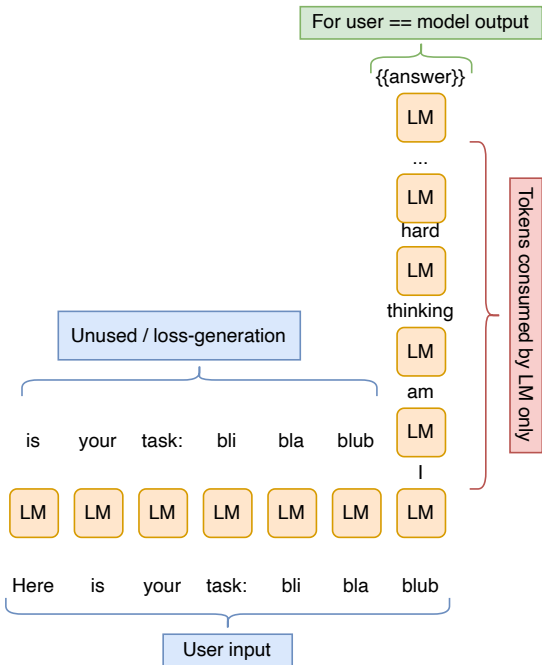 For user == model output
{{answer}}
LM
...
LM
hard
LM
thinking
LM
am
LM
I
Tokens consumed by LM only
Unused / loss-generation
is your task: bli bla blub
LM LM LM LM LM LM LM
Here is your task: bli bla blub
User input